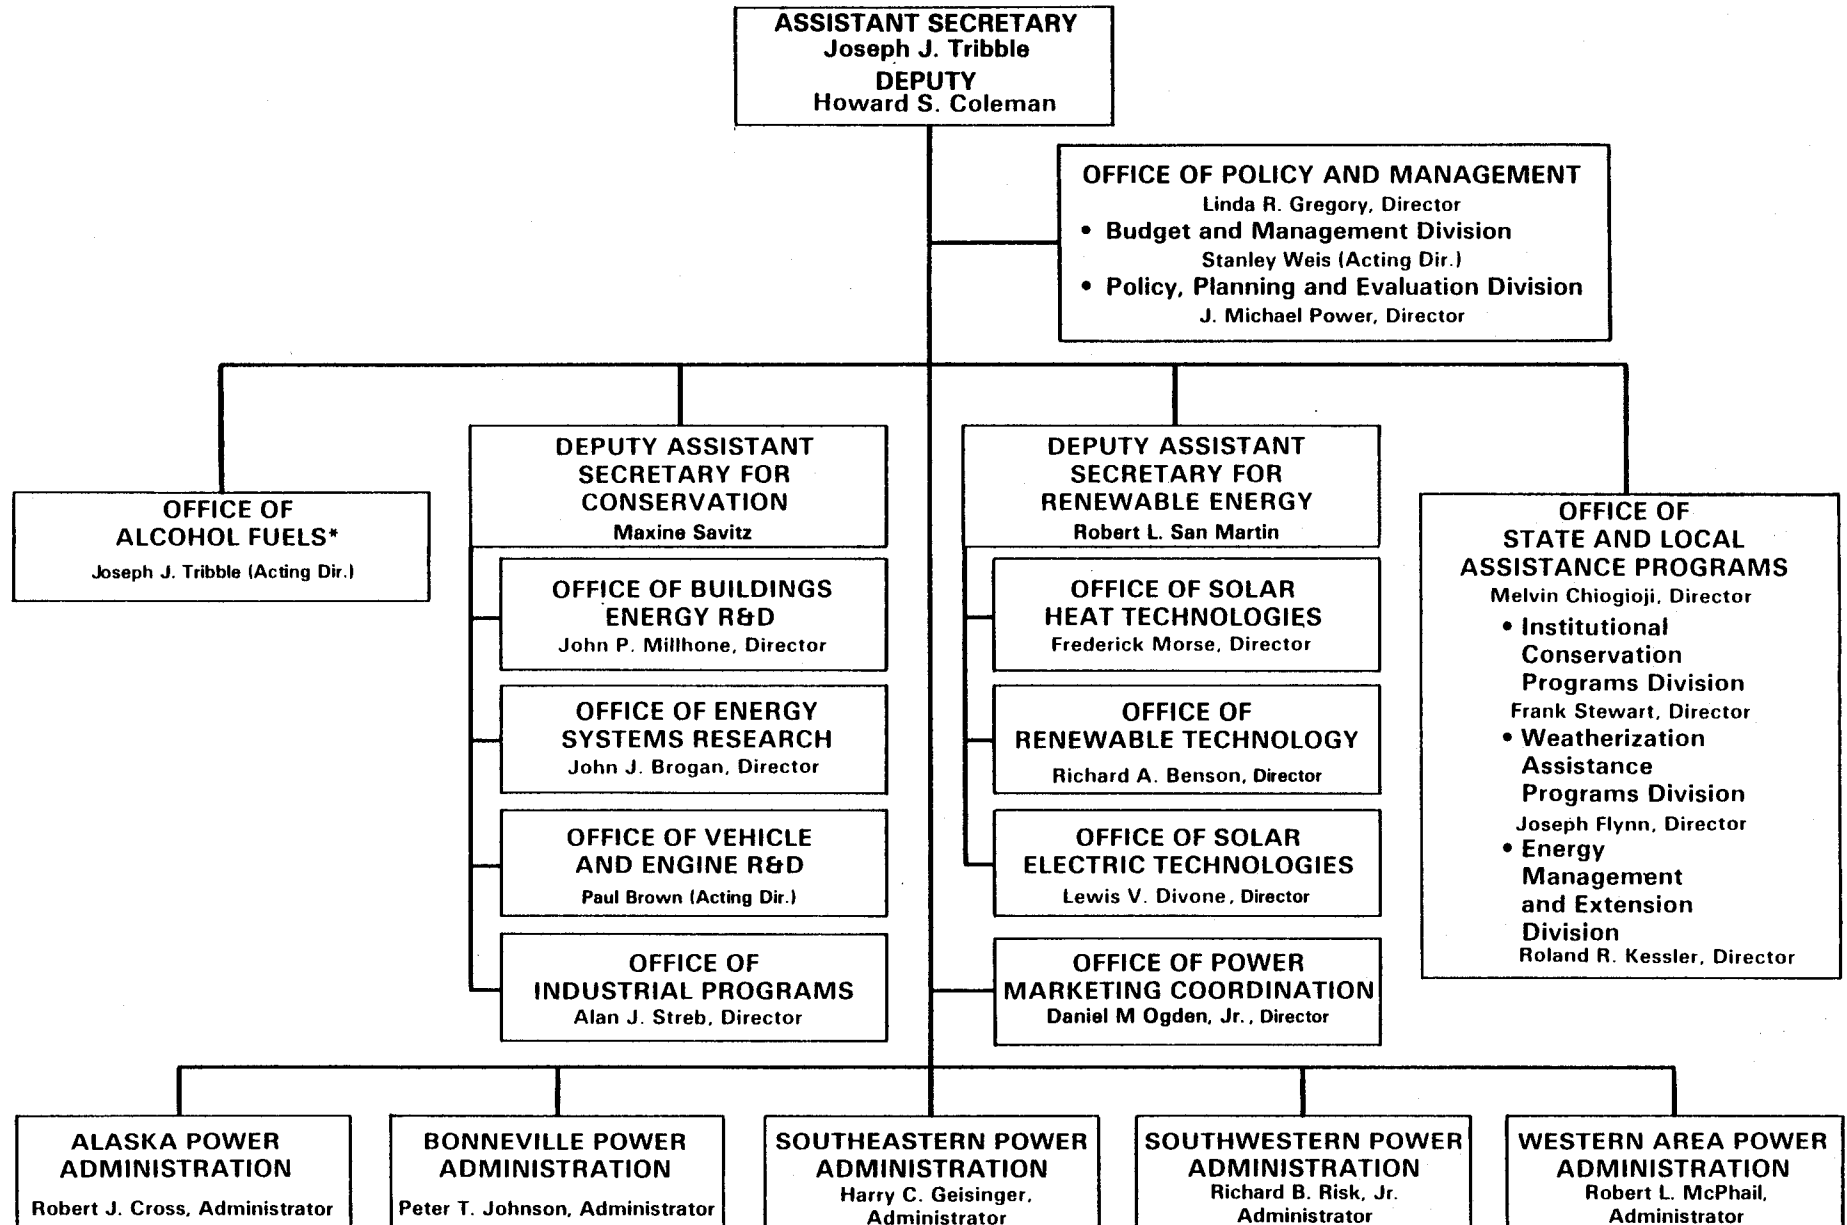 ASSISTANT SECRETARY
Joseph J. Tribble
DEPUTY
Howard S. Coleman
OFFICE OF POLICY AND MANAGEMENT
Linda R. Gregory, Director
• Budget and Management Division
Stanley Weis (Acting Dir.)
• Policy, Planning and Evaluation Division
J. Michael Power, Director
OFFICE OF
ALCOHOL FUELS*
Joseph J. Tribble (Acting Dir.)
DEPUTY ASSISTANT
SECRETARY FOR
CONSERVATION
Maxine Savitz
OFFICE OF BUILDINGS
ENERGY R&D
John P. Millhone, Director
OFFICE OF ENERGY
SYSTEMS RESEARCH
John J. Brogan, Director
OFFICE OF VEHICLE
AND ENGINE R&D
Paul Brown (Acting Dir.)
OFFICE OF
INDUSTRIAL PROGRAMS
Alan J. Streb, Director
DEPUTY ASSISTANT
SECRETARY FOR
RENEWABLE ENERGY
Robert L. San Martin
OFFICE OF SOLAR
HEAT TECHNOLOGIES
Frederick Morse, Director
OFFICE OF
RENEWABLE TECHNOLOGY
Richard A. Benson, Director
OFFICE OF SOLAR
ELECTRIC TECHNOLOGIES
Lewis V. Divone, Director
OFFICE OF POWER
MARKETING COORDINATION
Daniel M Ogden, Jr., Director
OFFICE OF
STATE AND LOCAL
ASSISTANCE PROGRAMS
Melvin Chiogioji, Director
• Institutional
Conservation
Programs Division
Frank Stewart, Director
• Weatherization
Assistance
Programs Division
Joseph Flynn, Director
• Energy
Management
and Extension
Division
Roland R. Kessler, Director
ALASKA POWER
ADMINISTRATION
Robert J. Cross, Administrator
BONNEVILLE POWER
ADMINISTRATION
Peter T. Johnson, Administrator
SOUTHEASTERN POWER
ADMINISTRATION
Harry C. Geisinger,
Administrator
SOUTHWESTERN POWER
ADMINISTRATION
Richard B. Risk, Jr.
Administrator
WESTERN AREA POWER
ADMINISTRATION
Robert L. McPhail,
Administrator